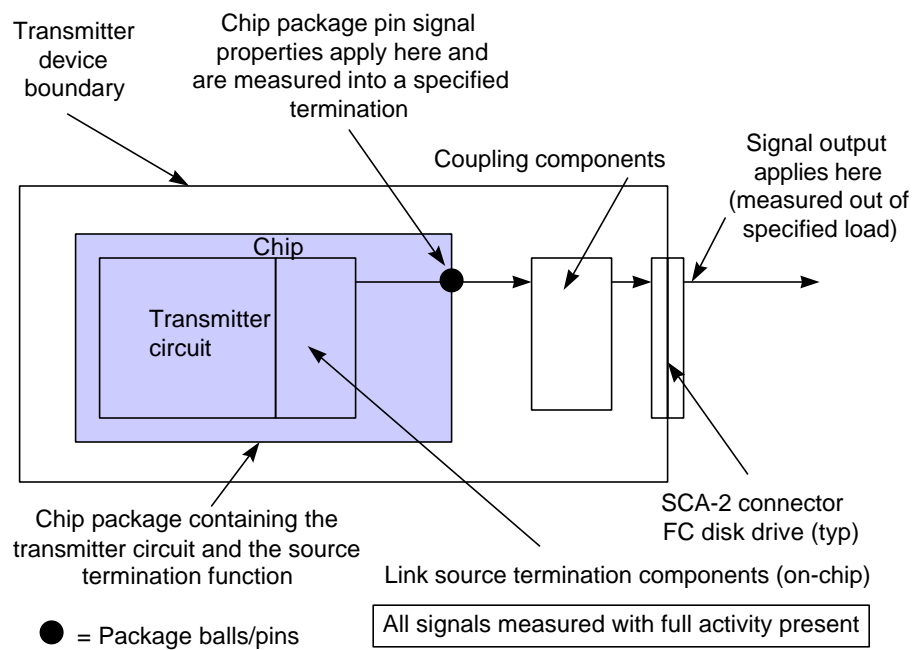 Transmitter
device
boundary
Chip package pin signal
properties apply here and
are measured into a specified
termination
Coupling components
Signal output
applies here
(measured out of
specified load)
Chip
Transmitter
circuit
Chip package containing the
transmitter circuit and the source
termination function
SCA-2 connector
FC disk drive (typ)
Link source termination components (on-chip)
= Package balls/pins
All signals measured with full activity present